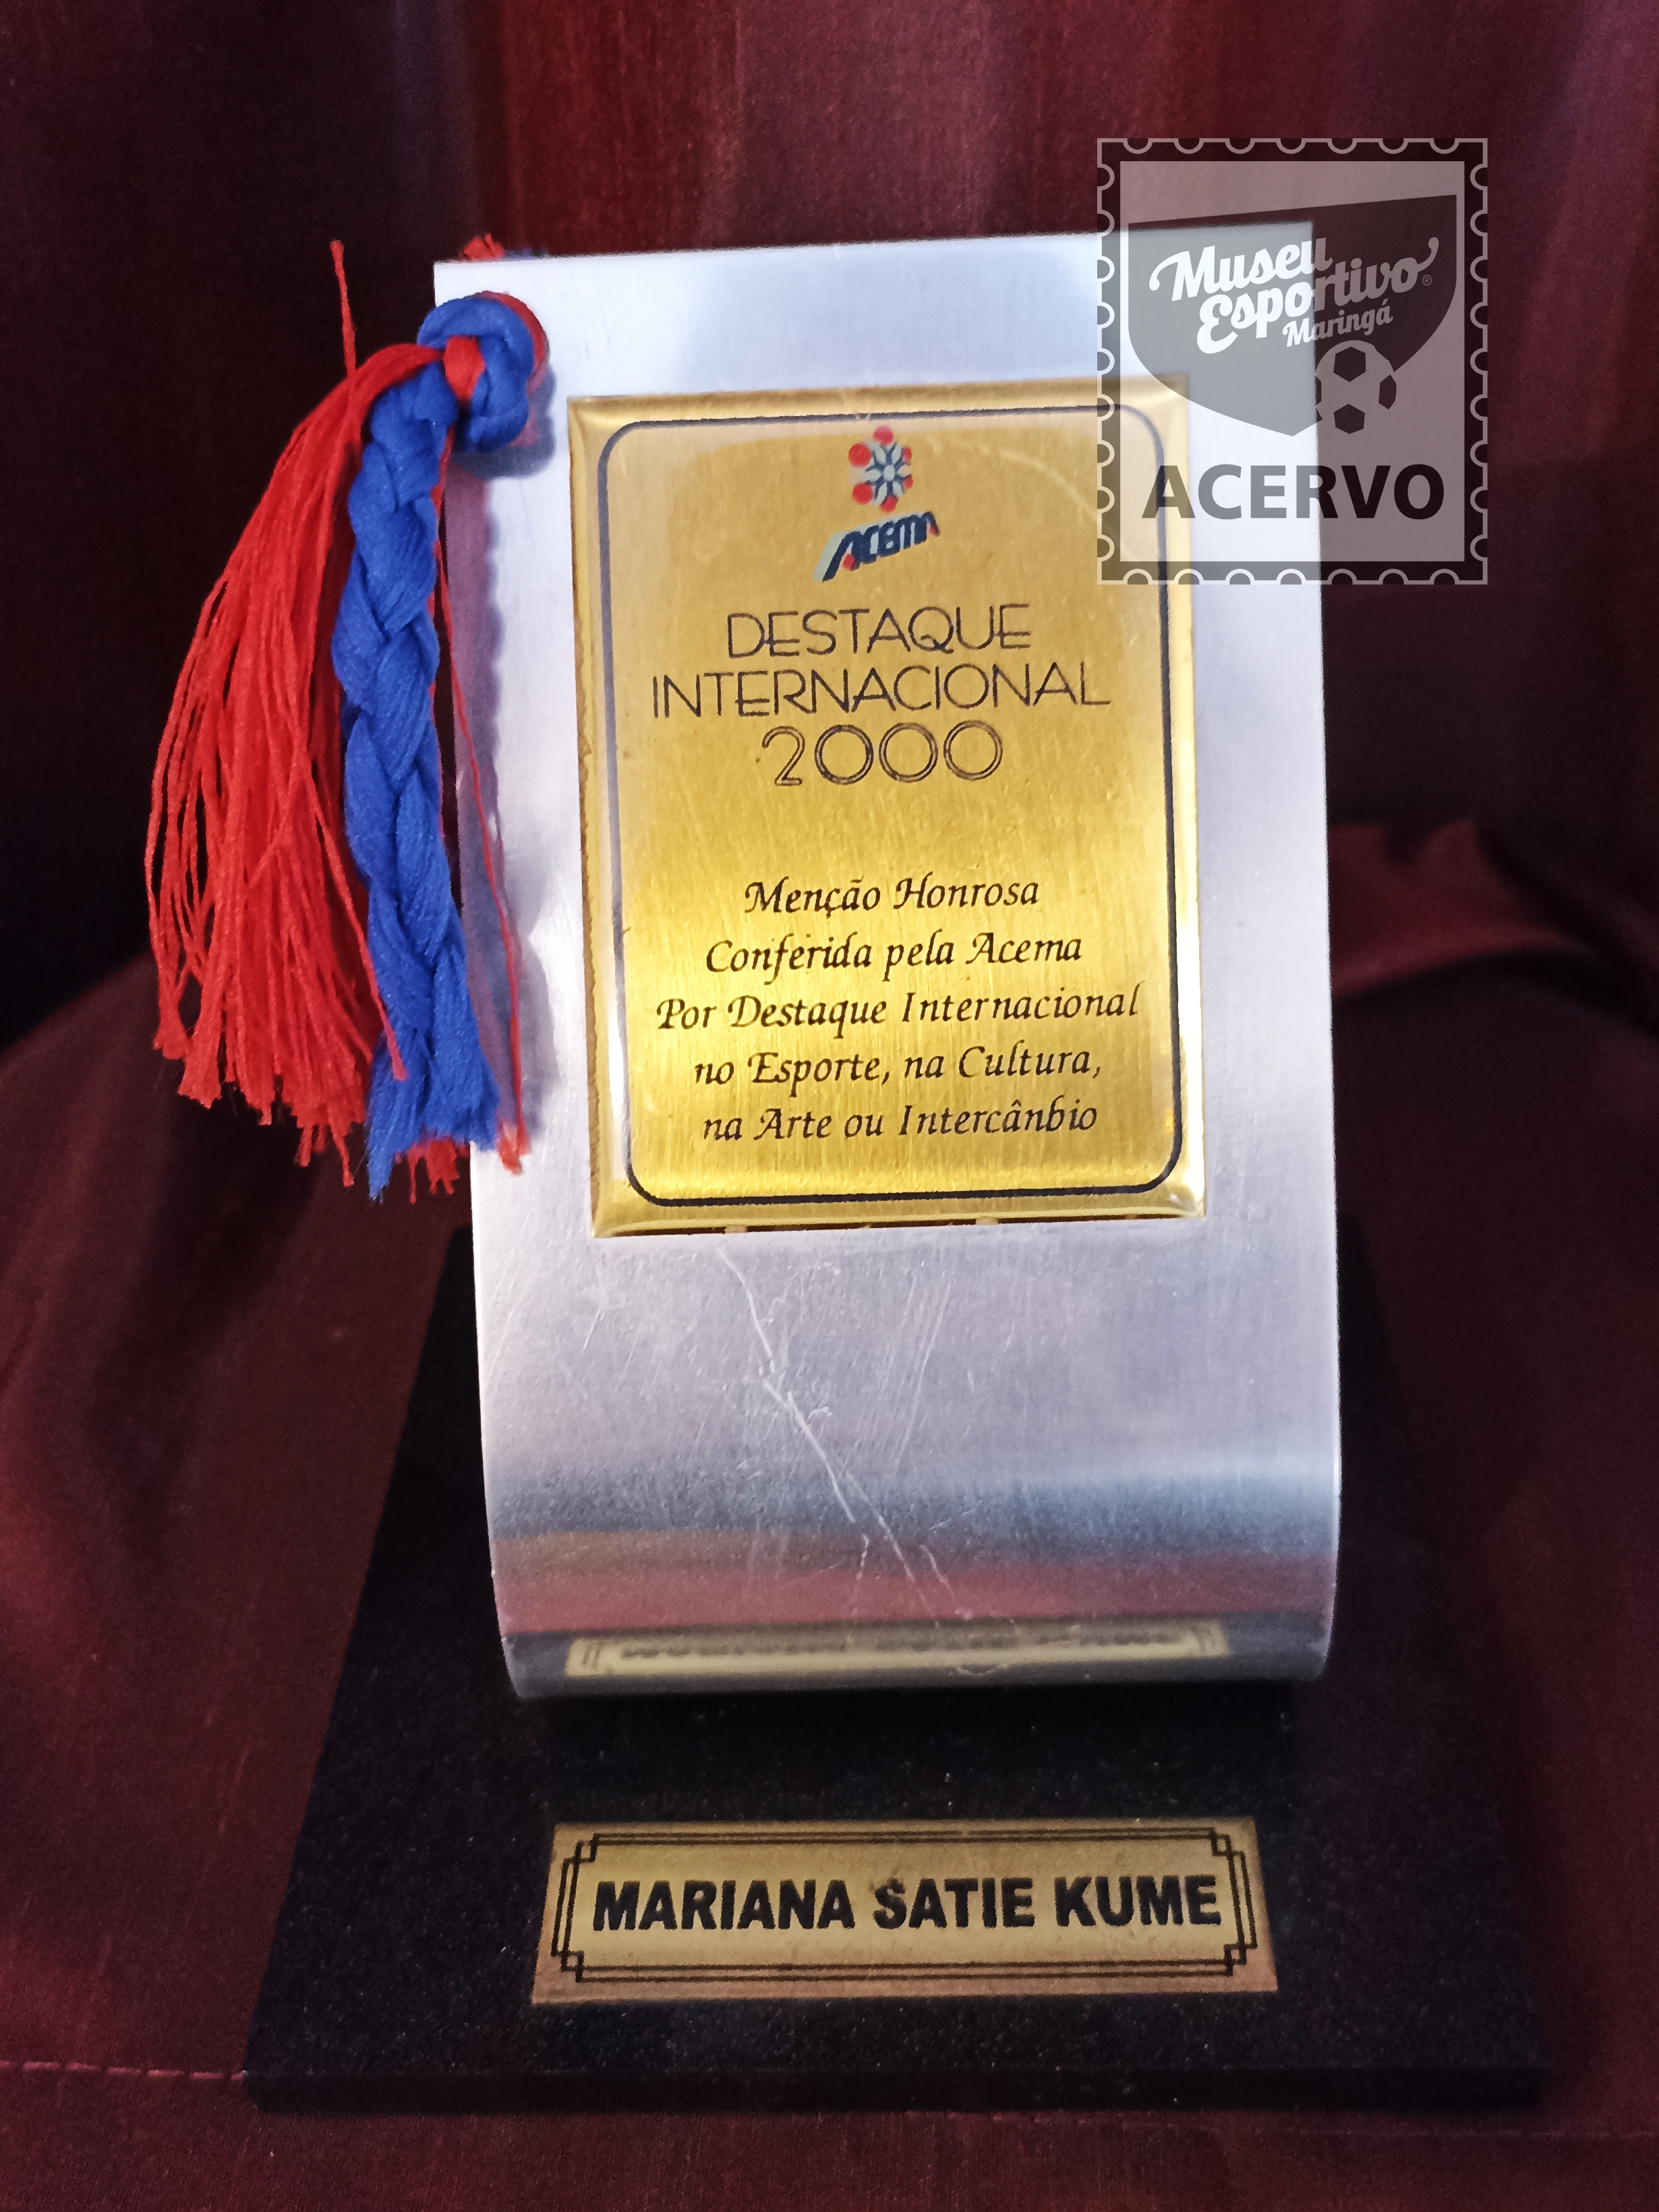 Museu
Esportivo®
Maringá
ACERVO
ACEMA
DESTAQUE
INTERNACIONAL
2000
Menção Honrosa
Conferida pela Acema
Por Destaque Internacional
no Esporte, na Cultura,
na Arte ou Intercânbio
MARIANA SATIE KUME